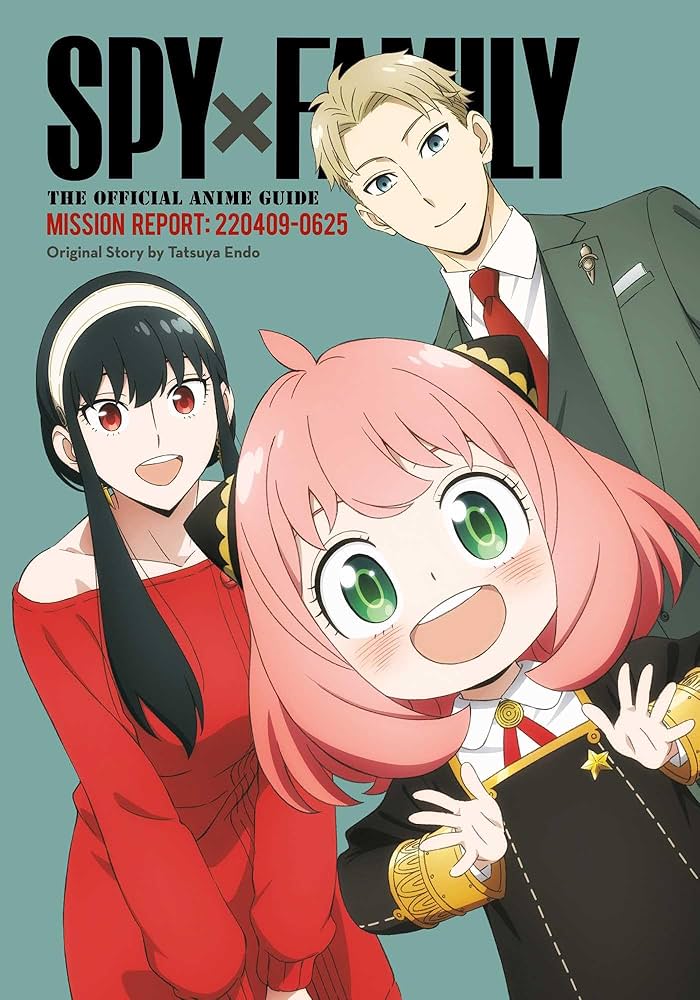 SPY×FAMILY
THE OFFICIAL ANIME GUIDE
MISSION REPORT: 220409-0625
Original Story by Tatsuya Endo